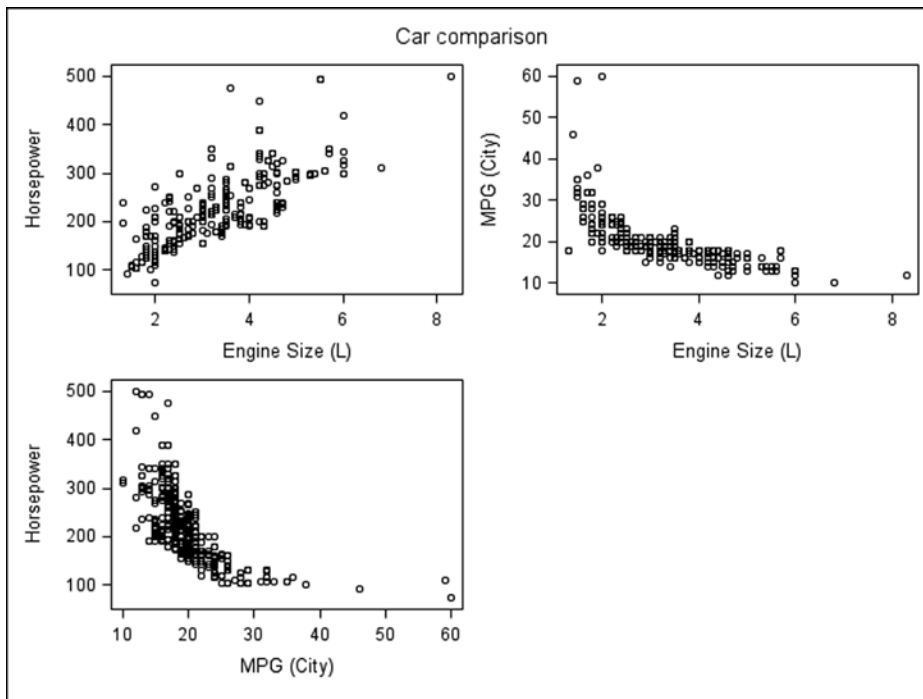 Car comparison
500
400
300
200
100
Horsepower
2 4 6 8
Engine Size (L)
60
50
40
30
20
10
MPG (City)
2 4 6 8
Engine Size (L)
500
400
300
200
100
Horsepower
10 20 30 40 50 60
MPG (City)